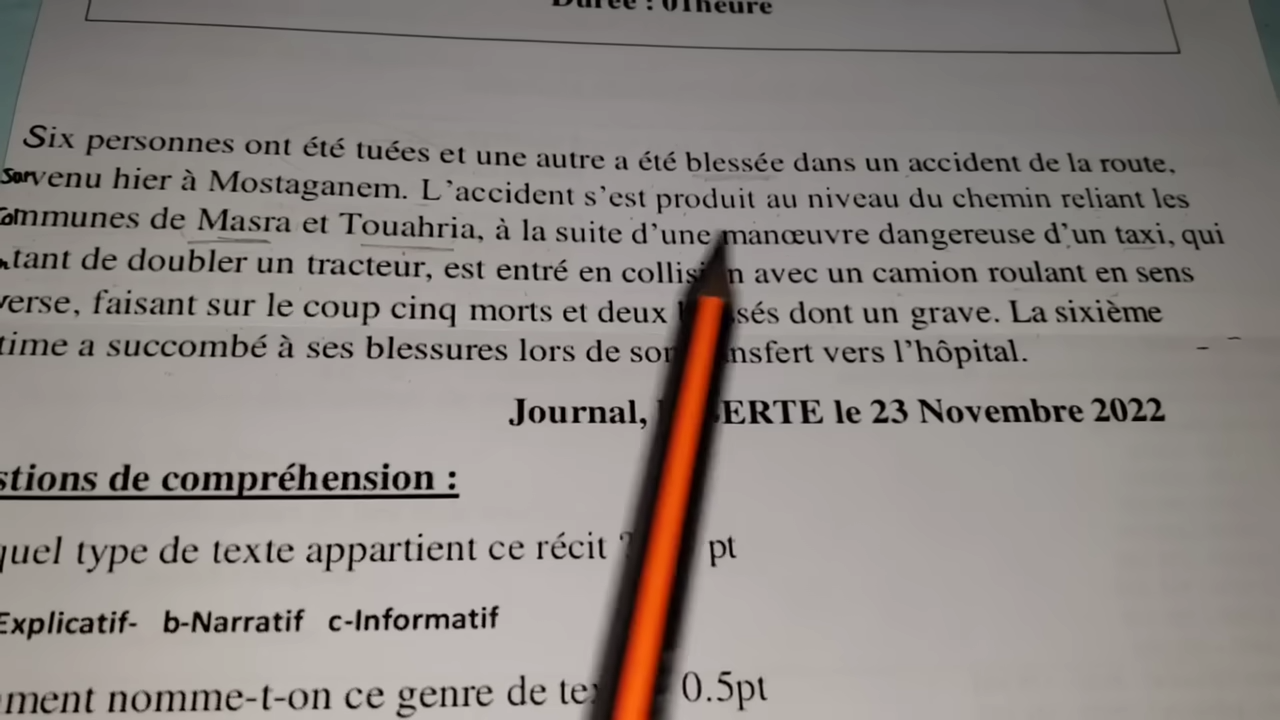 Durée : 01heure
Six personnes ont été tuées et une autre a été blessée dans un accident de la route,
Survenu hier à Mostaganem. L'accident s'est produit au niveau du chemin reliant les
Communes de Masra et Touahria, à la suite d'une manœuvre dangereuse d'un taxi, qui
tant de doubler un tracteur, est entré en collision avec un camion roulant en sens
verse, faisant sur le coup cinq morts et deux sés dont un grave. La sixième
time a succombé à ses blessures lors de son nsfert vers l'hôpital.
Journal, ERTE le 23 Novembre 2022
stions de compréhension :
quel type de texte appartient ce récit ? pt
Explicatif- b-Narratif c-Informatif
ment nomme-t-on ce genre de te 0.5pt